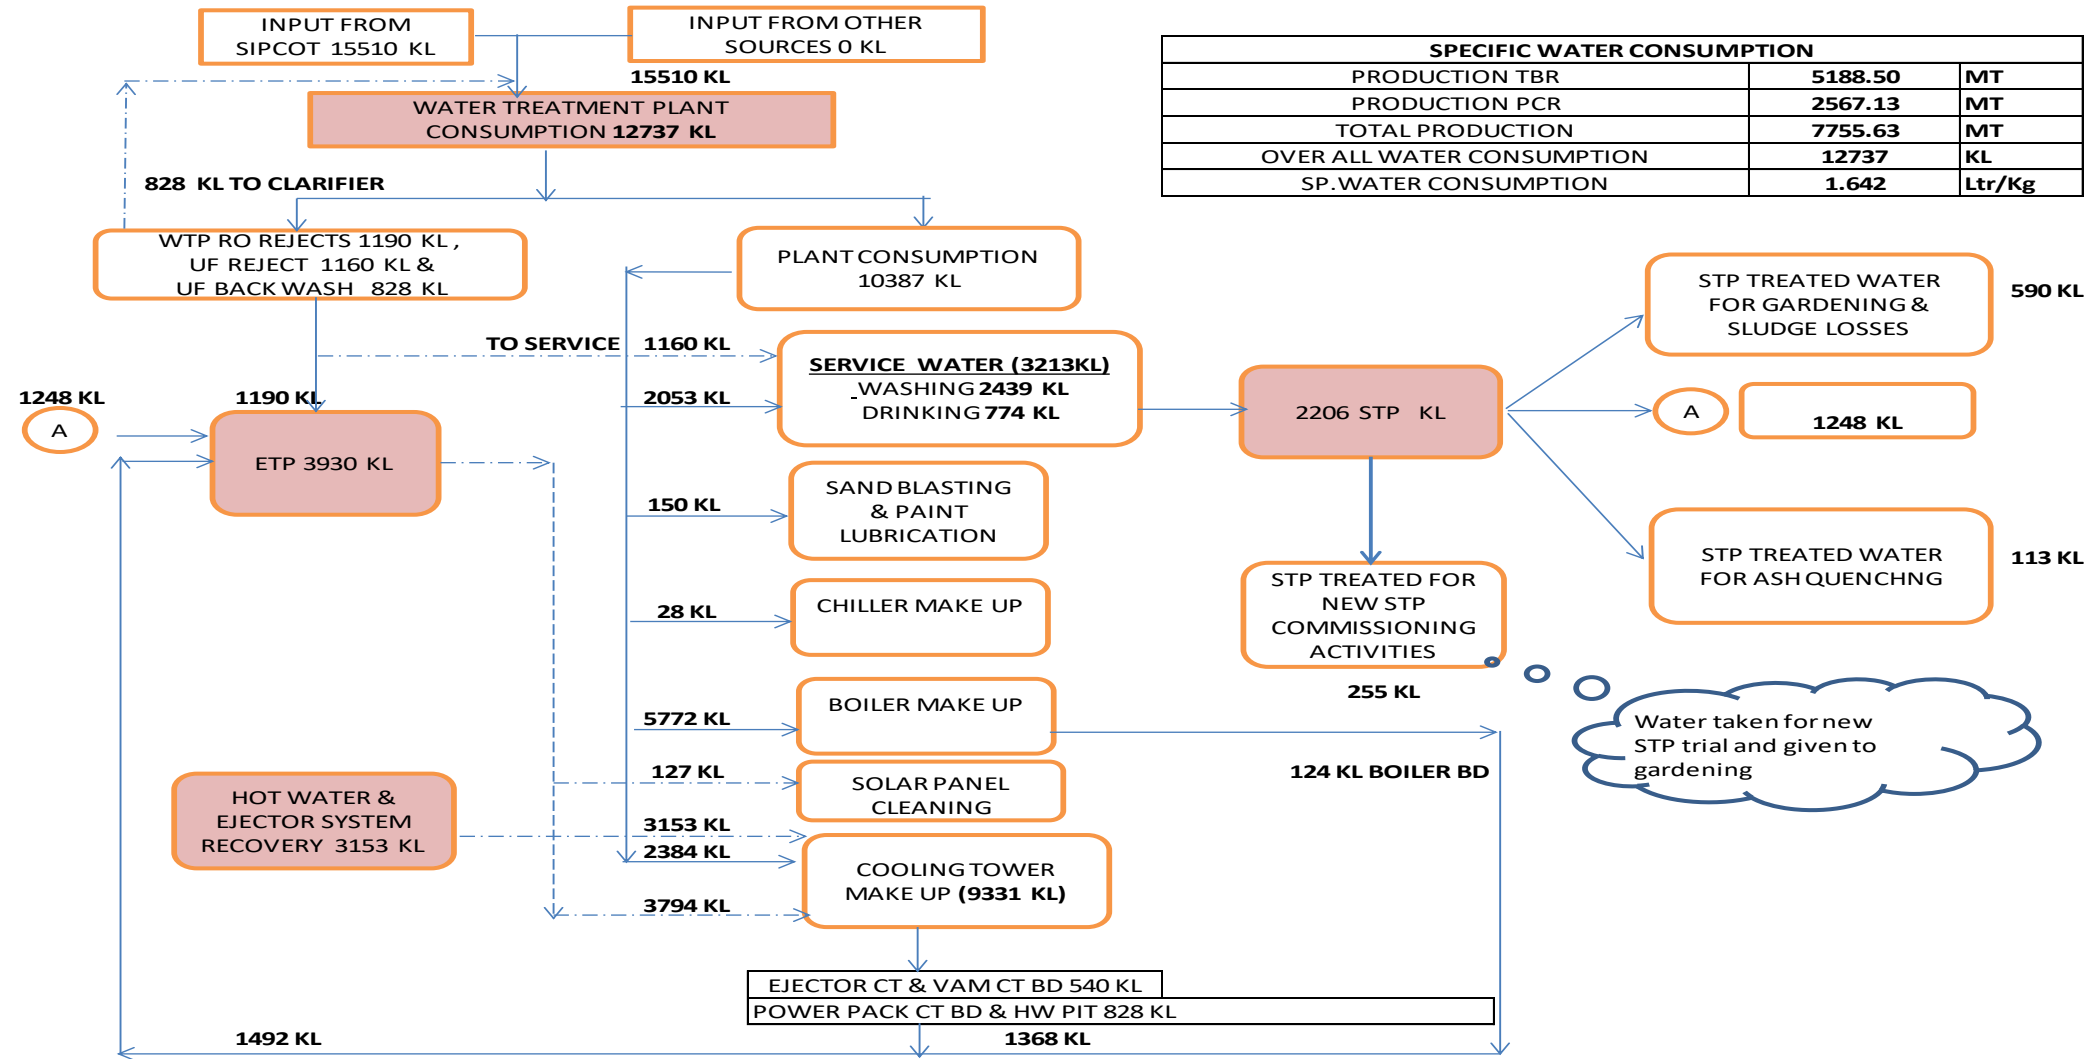 INPUT FROM
SIPCOT 15510 KL
INPUT FROM OTHER
SOURCES 0 KL
15510 KL
WATER TREATMENT PLANT
CONSUMPTION 12737 KL
SPECIFIC WATER CONSUMPTION
PRODUCTION TBR 5188.50 MT
PRODUCTION PCR 2567.13 MT
TOTAL PRODUCTION 7755.63 MT
OVER ALL WATER CONSUMPTION 12737 KL
SP.WATER CONSUMPTION 1.642 Ltr/Kg
828 KL TO CLARIFIER
WTP RO REJECTS 1190 KL ,
UF REJECT 1160 KL &
UF BACK WASH 828 KL
PLANT CONSUMPTION
10387 KL
STP TREATED WATER
FOR GARDENING &
SLUDGE LOSSES
590 KL
TO SERVICE 1160 KL
SERVICE WATER (3213KL)
WASHING 2439 KL
DRINKING 774 KL
2053 KL
1248 KL
A
1190 KL
ETP 3930 KL
2206 STP KL
A
1248 KL
150 KL
SAND BLASTING
& PAINT
LUBRICATION
STP TREATED WATER
FOR ASH QUENCHNG
113 KL
28 KL
CHILLER MAKE UP
STP TREATED FOR
NEW STP
COMMISSIONING
ACTIVITIES
255 KL
5772 KL
BOILER MAKE UP
124 KL BOILER BD
Water taken for new
STP trial and given to
gardening
127 KL
SOLAR PANEL
CLEANING
HOT WATER &
EJECTOR SYSTEM
RECOVERY 3153 KL
3153 KL
2384 KL
3794 KL
COOLING TOWER
MAKE UP (9331 KL)
EJECTOR CT & VAM CT BD 540 KL
POWER PACK CT BD & HW PIT 828 KL
1492 KL
1368 KL